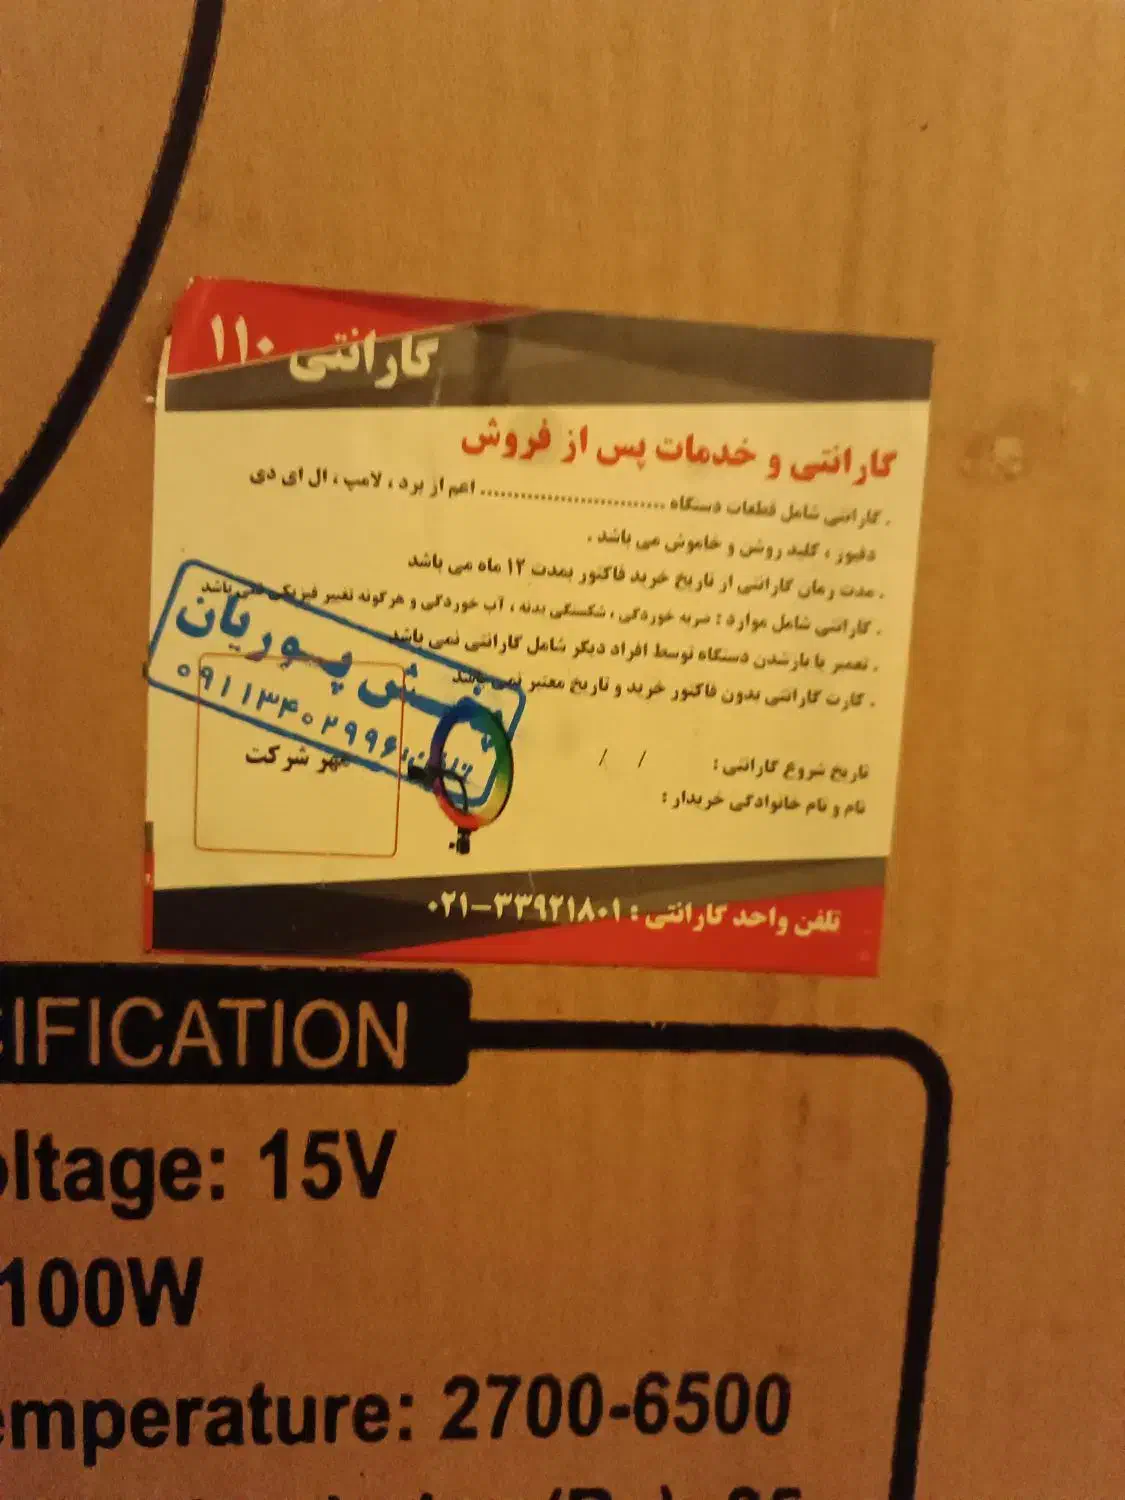 گارانتی ۱۱۰
گارانتی و خدمات پس از فروش
. گارانتی شامل قطعات دستگاه .............................. اعم از برد ، لامپ ، ال ای دی
دفیوز ، کلید روشن و خاموش می باشد .
. مدت زمان گارانتی از تاریخ خرید فاکتور بمدت ۱۲ ماه می باشد
. گارانتی شامل موارد : ضربه خوردگی ، شکستگی بدنه ، آب خوردگی و هرگونه تغییر فیزیکی نمی باشد
. تعمیر یا بازشدن دستگاه توسط افراد دیگر شامل گارانتی نمی باشد
. کارت گارانتی بدون فاکتور خرید و تاریخ معتبر نمی باشد
پخش پوریان
تلفن: ۰۹۱۱۳۴۰۲۹۹۶
مهر شرکت
تاریخ شروع گارانتی : / /
نام و نام خانوادگی خریدار :
تلفن واحد گارانتی : ۳۳۹۲۱۸۰۱-۰۲۱
CIFICATION
oltage: 15V
100W
emperature: 2700-6500